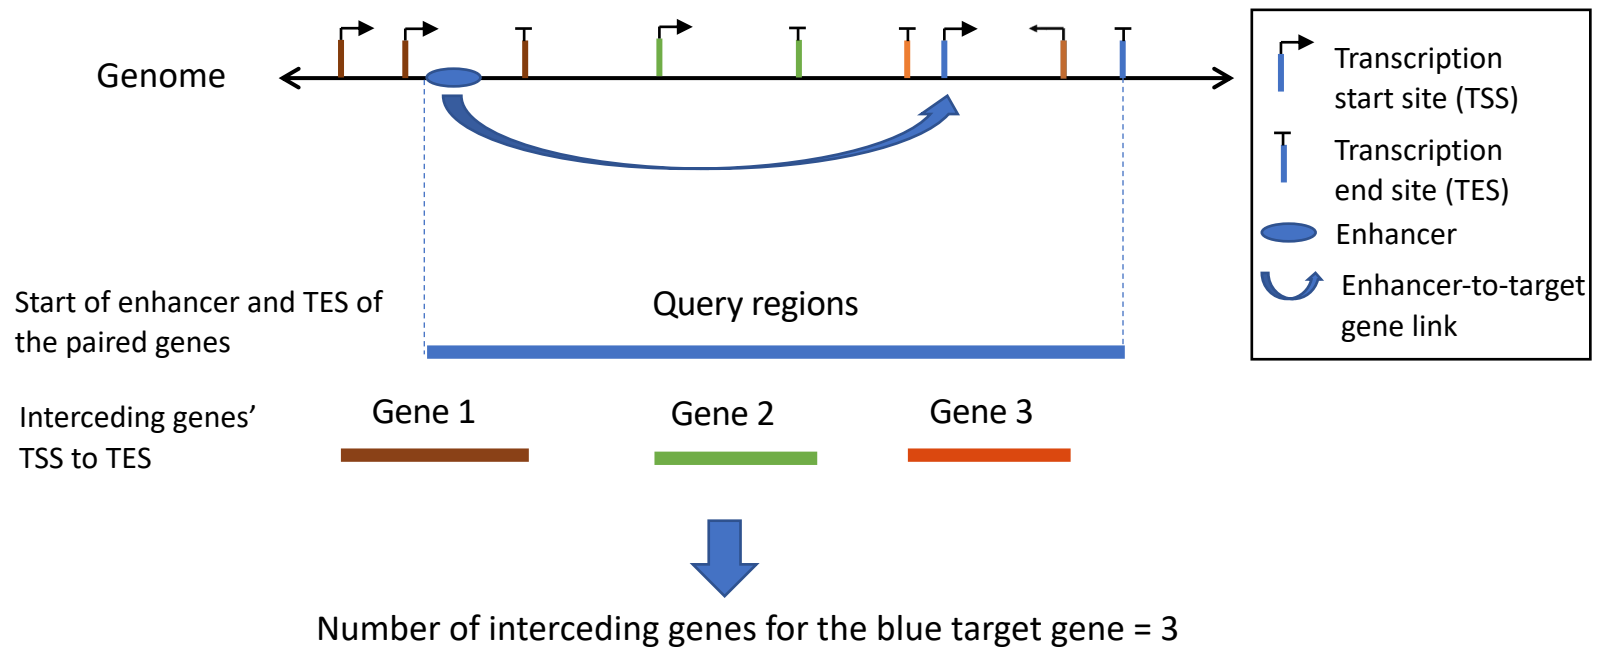 Genome
Transcription
start site (TSS)
Transcription
end site (TES)
Enhancer
Enhancer-to-target
gene link
Start of enhancer and TES of
the paired genes
Query regions
Interceding genes’
TSS to TES
Gene 1
Gene 2
Gene 3
Number of interceding genes for the blue target gene = 3